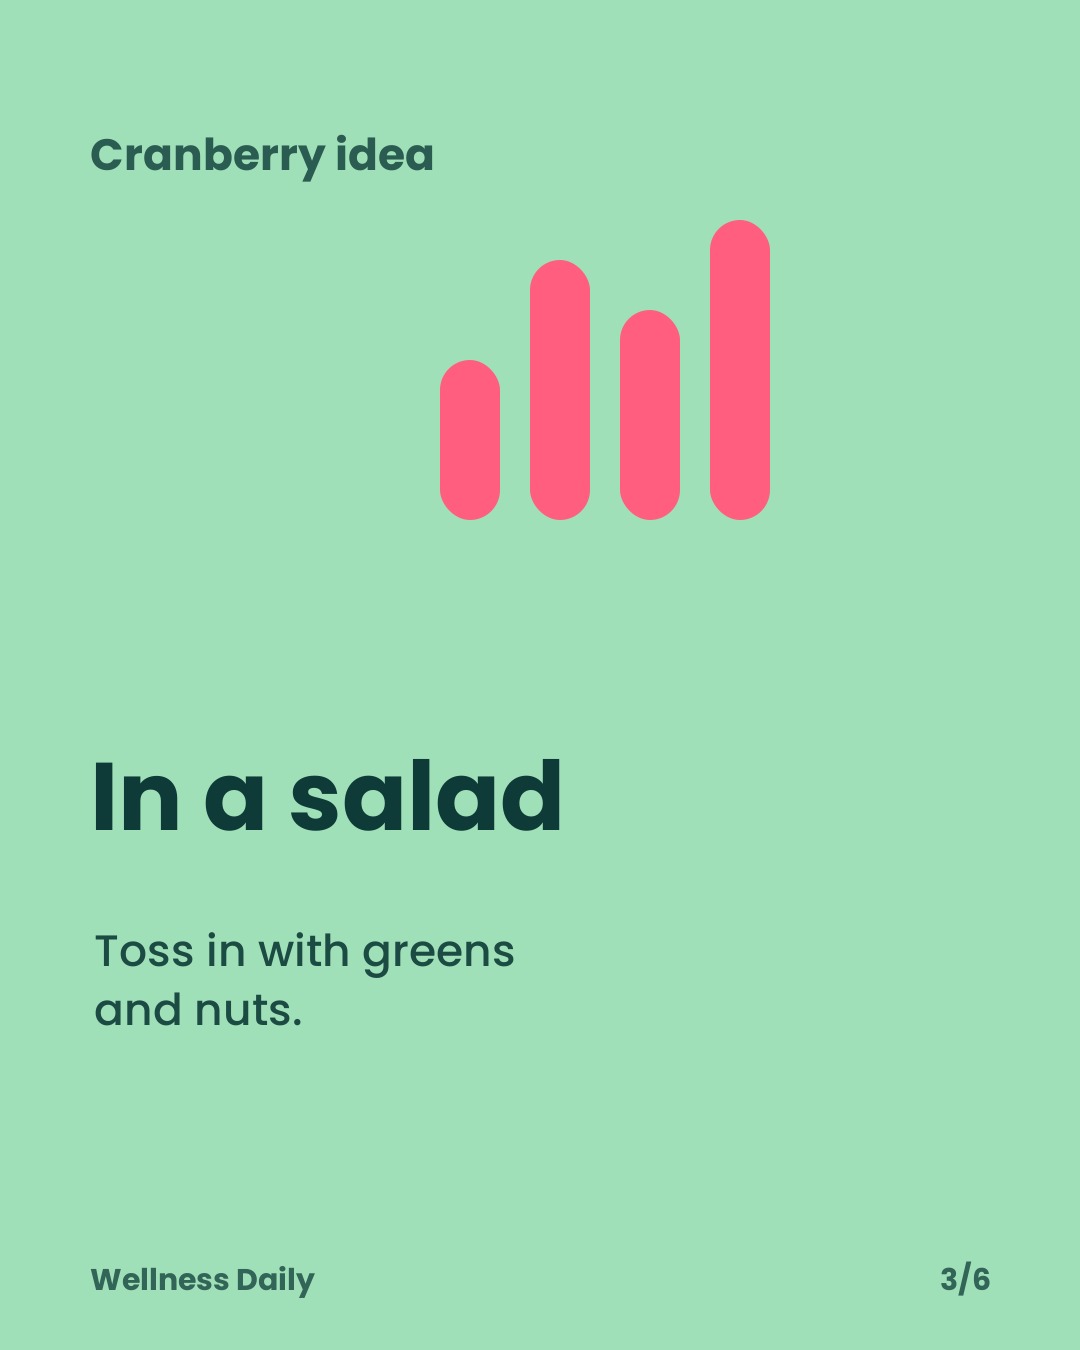 Cranberry idea
In a salad
Toss in with greens
and nuts.
Wellness Daily
3/6